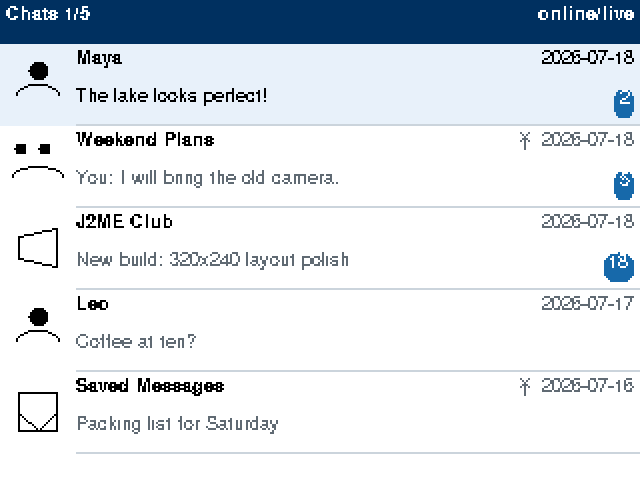 Chats 1/5 online/live
Maya 2026-07-18
The lake looks perfect! 2
Weekend Plans 2026-07-18
You: I will bring the old camera.
J2ME Club 2026-07-18
New build: 320x240 layout polish 18
Leo 2026-07-17
Coffee at ten?
Saved Messages 2026-07-16
Packing list for Saturday